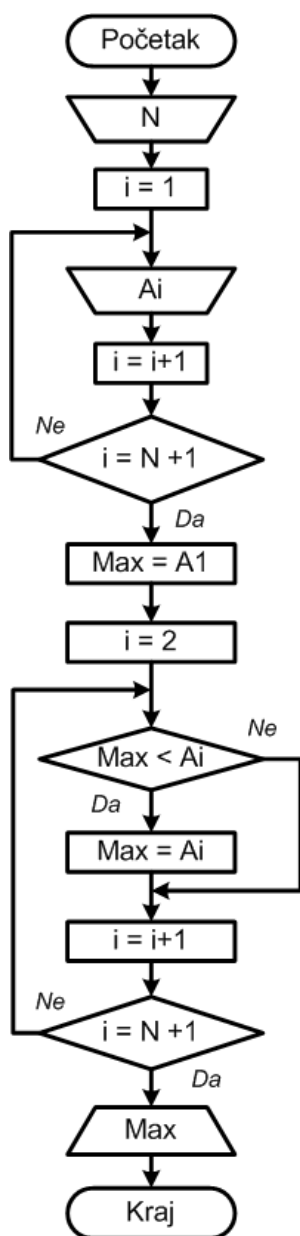 Početak
N
i = 1
Ai
i = i+1
Ne
i = N +1
Da
Max = A1
i = 2
Ne
Max < Ai
Da
Max = Ai
i = i+1
Ne
i = N +1
Da
Max
Kraj